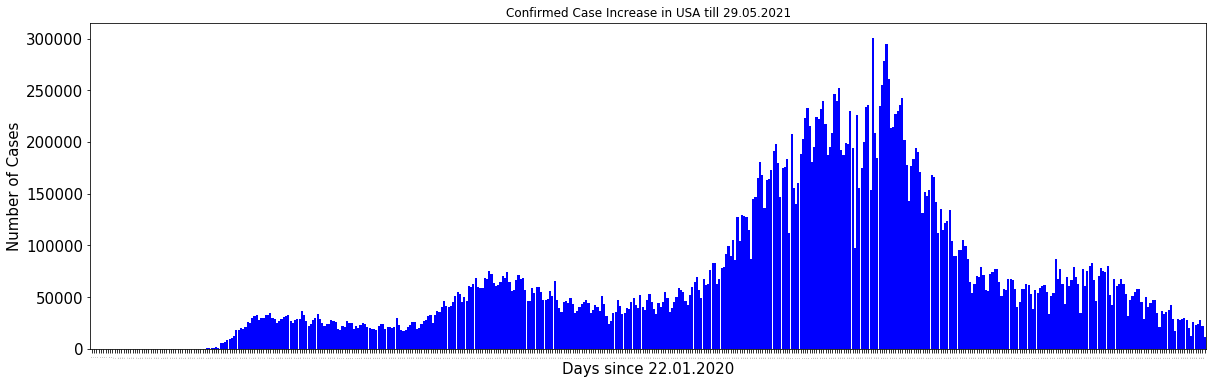 Confirmed Case Increase in USA till 29.05.2021
300000
250000
200000
150000
100000
50000
0
Number of Cases
Days since 22.01.2020